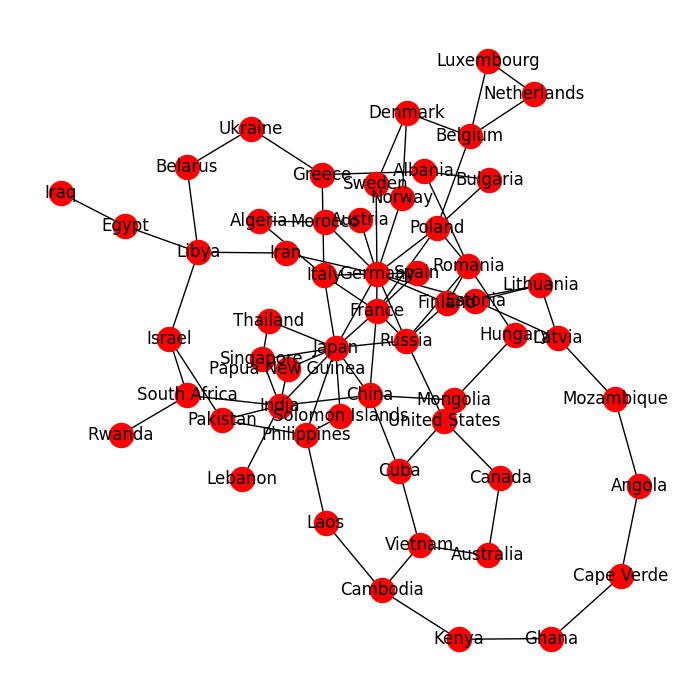 Luxembourg
Netherlands
Denmark
Ukraine
Belgium
Belarus
Albania
Greece
Bulgaria
Sweden
Iraq
Norway
Algeria
Morocco
Austria
Egypt
Poland
Libya
Iran
Romania
Italy
Germany
Spain
Lithuania
Finland
Estonia
France
Thailand
Hungary
Latvia
Israel
Russia
Japan
Singapore
Papua New Guinea
South Africa
China
Mongolia
Mozambique
India
Solomon Islands
Pakistan
United States
Rwanda
Philippines
Cuba
Lebanon
Canada
Angola
Laos
Vietnam
Australia
Cape Verde
Cambodia
Kenya
Ghana